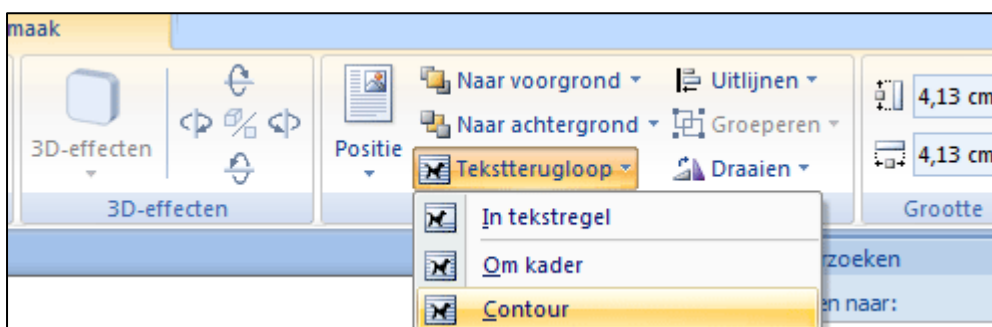 maak
Naar voorgrond
Uitlijnen
4,13 cm
Naar achtergrond
Groeperen
3D-effecten
Positie
Tekstterugloop
Draaien
4,13 cm
3D-effecten
Grootte
In tekstregel
Om kader
rzoeken
Contour
en naar: